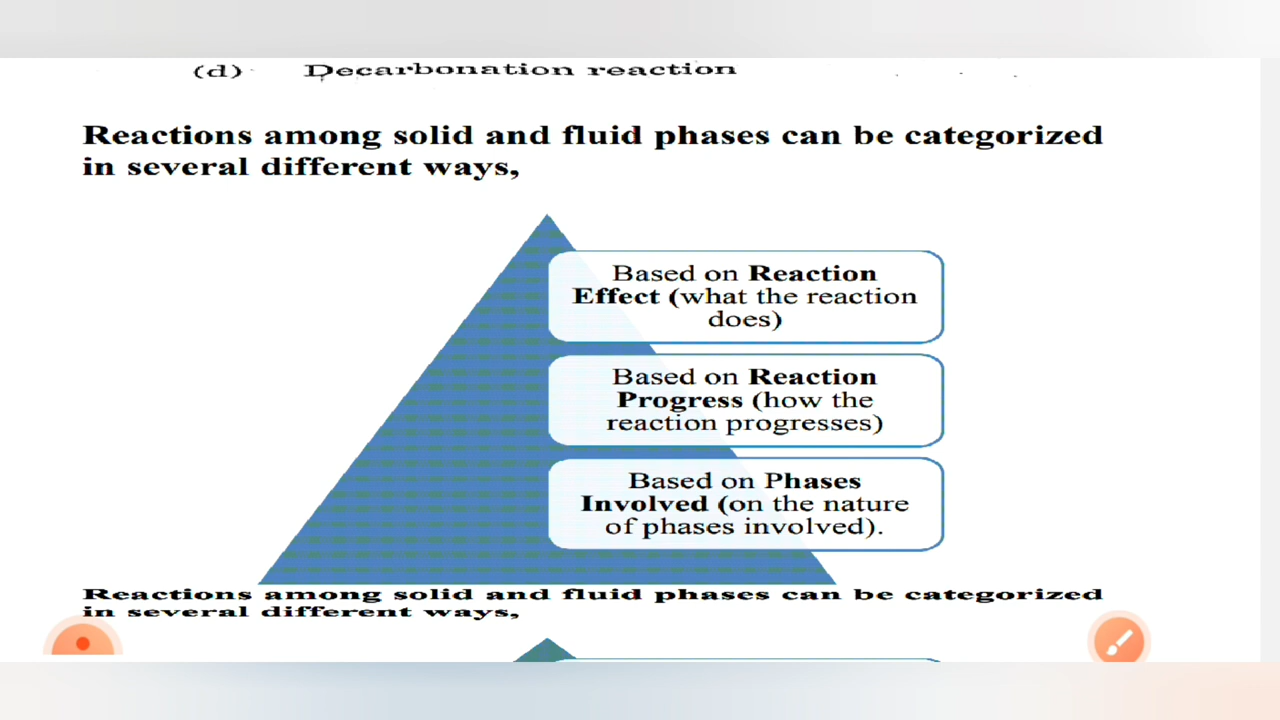 (d) Decarbonation reaction
Reactions among solid and fluid phases can be categorized
in several different ways,
Based on Reaction
Effect (what the reaction
does)
Based on Reaction
Progress (how the
reaction progresses)
Based on Phases
Involved (on the nature
of phases involved).
Reactions among solid and fluid phases can be categorized
in several different ways,